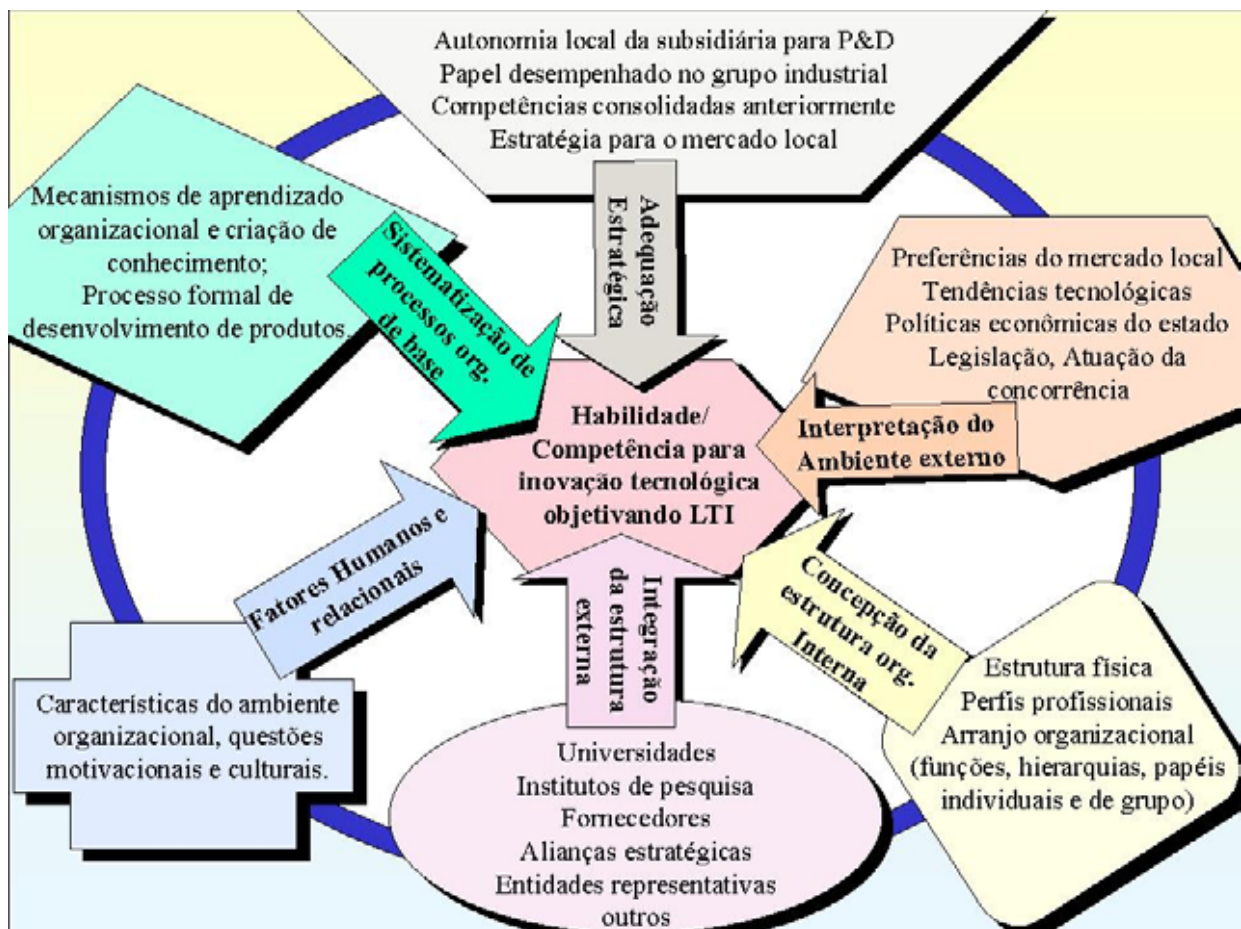 Autonomia local da subsidiária para P&D
Papel desempenhado no grupo industrial
Competências consolidadas anteriormente
Estratégia para o mercado local
Adequação
Estratégica
Mecanismos de aprendizado
organizacional e criação de
conhecimento;
Processo formal de
desenvolvimento de produtos.
Sistematização de
processos org.
de base
Preferências do mercado local
Tendências tecnológicas
Políticas econômicas do estado
Legislação, Atuação da
concorrência
Interpretação do
Ambiente externo
Habilidade/
Competência para
inovação tecnológica
objetivando LTI
Fatores Humanos e
relacionais
Características do ambiente
organizacional, questões
motivacionais e culturais.
Integração
da estrutura
externa
Universidades
Institutos de pesquisa
Fornecedores
Alianças estratégicas
Entidades representativas
outros
Concepção da
estrutura org.
Interna
Estrutura física
Perfis profissionais
Arranjo organizacional
(funções, hierarquias, papéis
individuais e de grupo)